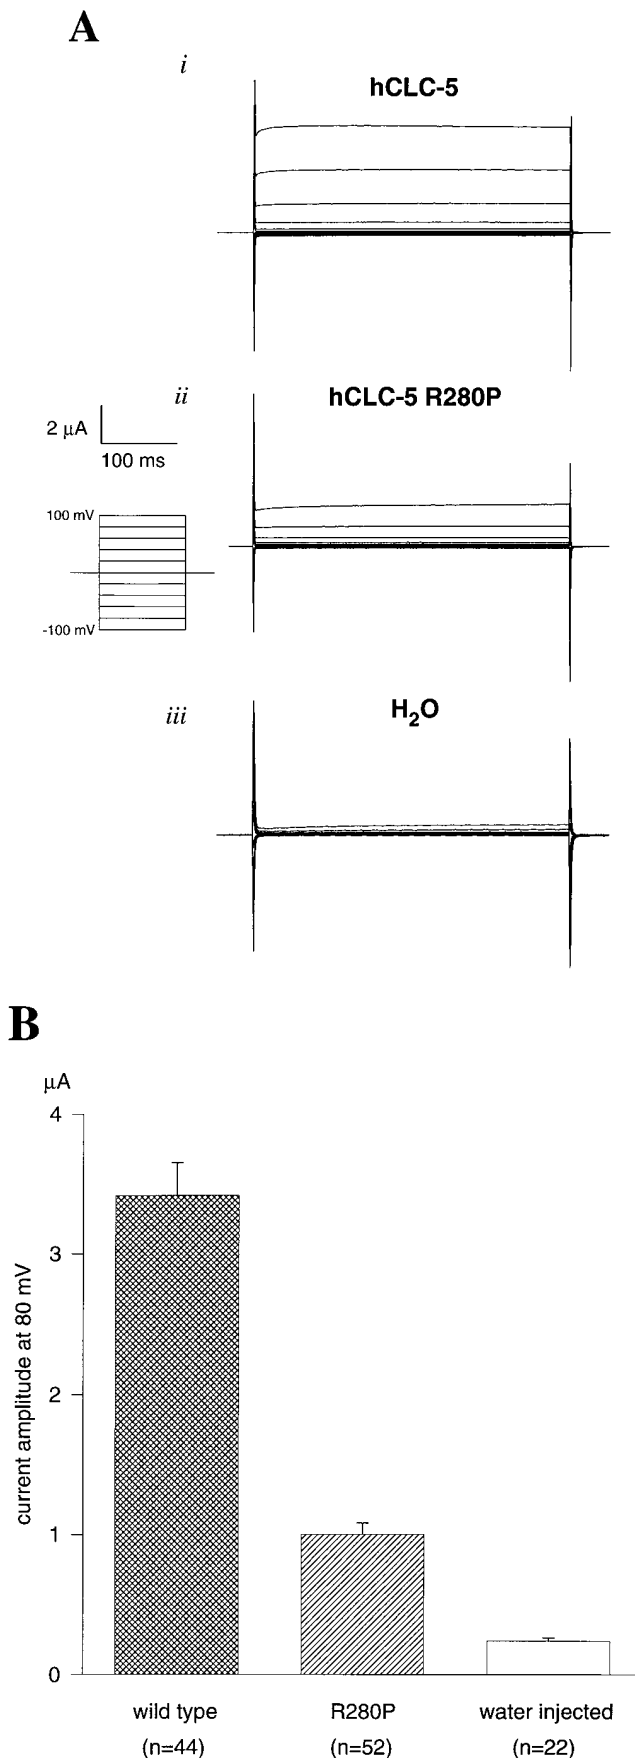 A
i
hCLC-5
ii
hCLC-5 R280P
2 µA
100 ms
100 mV
-100 mV
iii
H₂O
B
µA
4
3
2
1
0
current amplitude at 80 mV
wild type
R280P
water injected
(n=44)
(n=52)
(n=22)